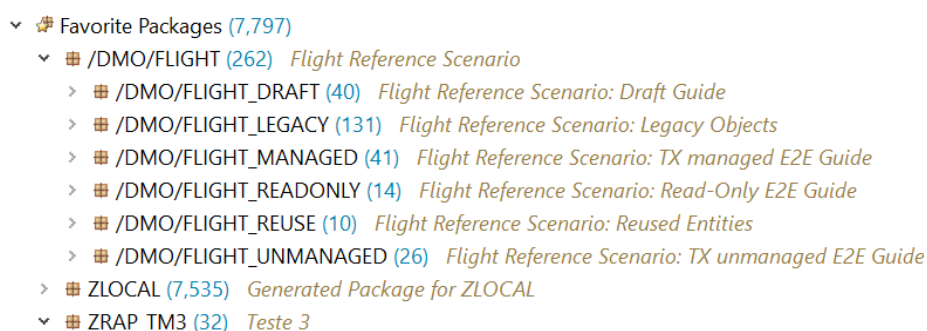 Favorite Packages (7,797)
/DMO/FLIGHT (262) Flight Reference Scenario
/DMO/FLIGHT_DRAFT (40) Flight Reference Scenario: Draft Guide
/DMO/FLIGHT_LEGACY (131) Flight Reference Scenario: Legacy Objects
/DMO/FLIGHT_MANAGED (41) Flight Reference Scenario: TX managed E2E Guide
/DMO/FLIGHT_READONLY (14) Flight Reference Scenario: Read-Only E2E Guide
/DMO/FLIGHT_REUSE (10) Flight Reference Scenario: Reused Entities
/DMO/FLIGHT_UNMANAGED (26) Flight Reference Scenario: TX unmanaged E2E Guide
ZLOCAL (7,535) Generated Package for ZLOCAL
ZRAP_TM3 (32) Teste 3